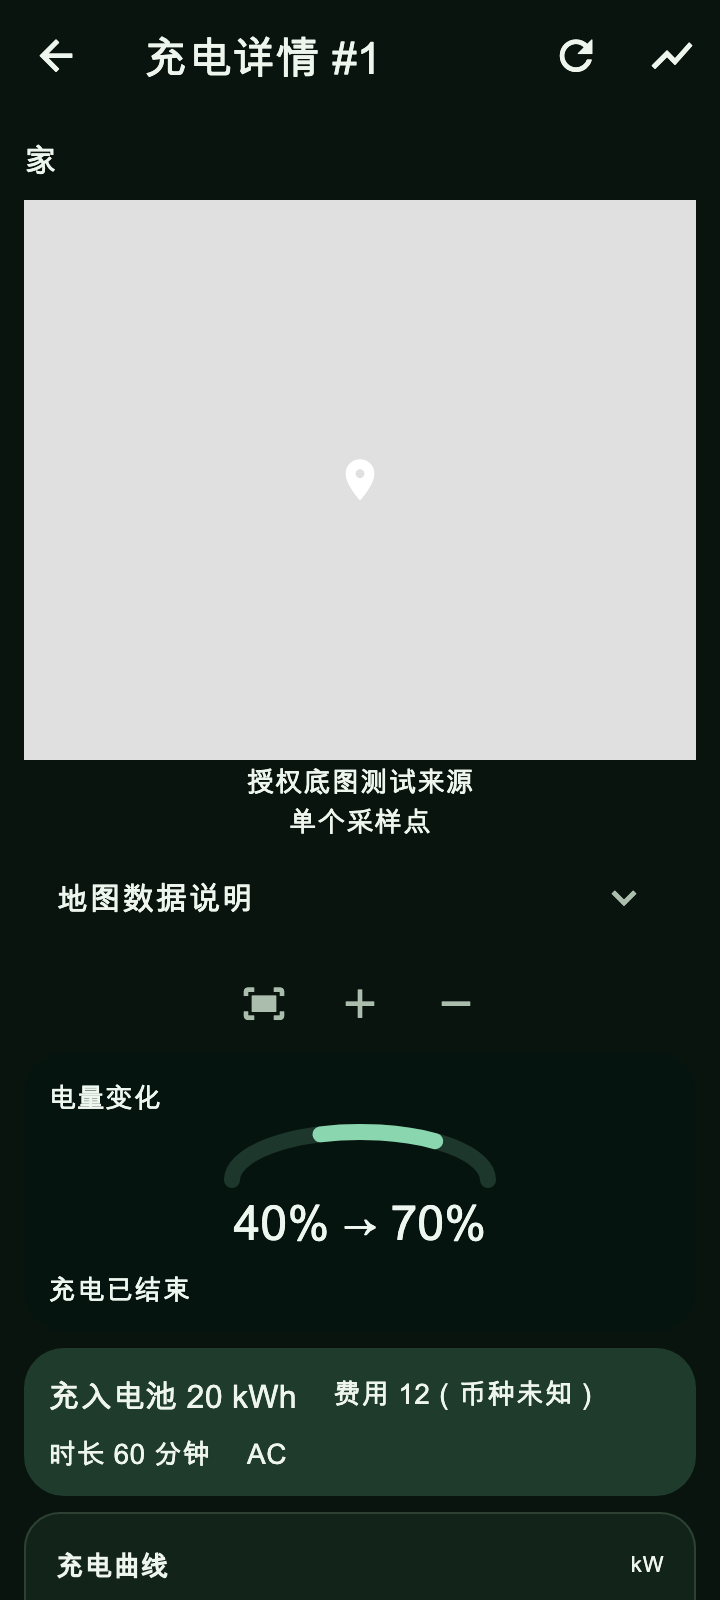 充电详情 #1
家
授权底图测试来源
单个采样点
地图数据说明
电量变化
40% → 70%
充电已结束
充入电池 20 kWh 费用 12 ( 币种未知 )
时长 60 分钟 AC
充电曲线 kW